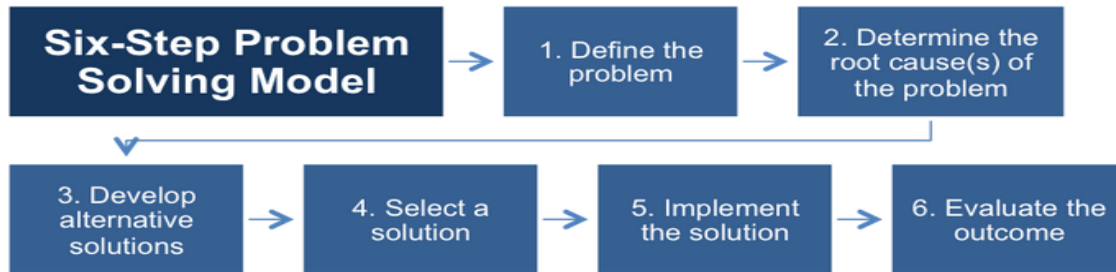 Six-Step Problem
Solving Model
1. Define the
problem
2. Determine the
root cause(s) of
the problem
3. Develop
alternative
solutions
4. Select a
solution
5. Implement
the solution
6. Evaluate the
outcome